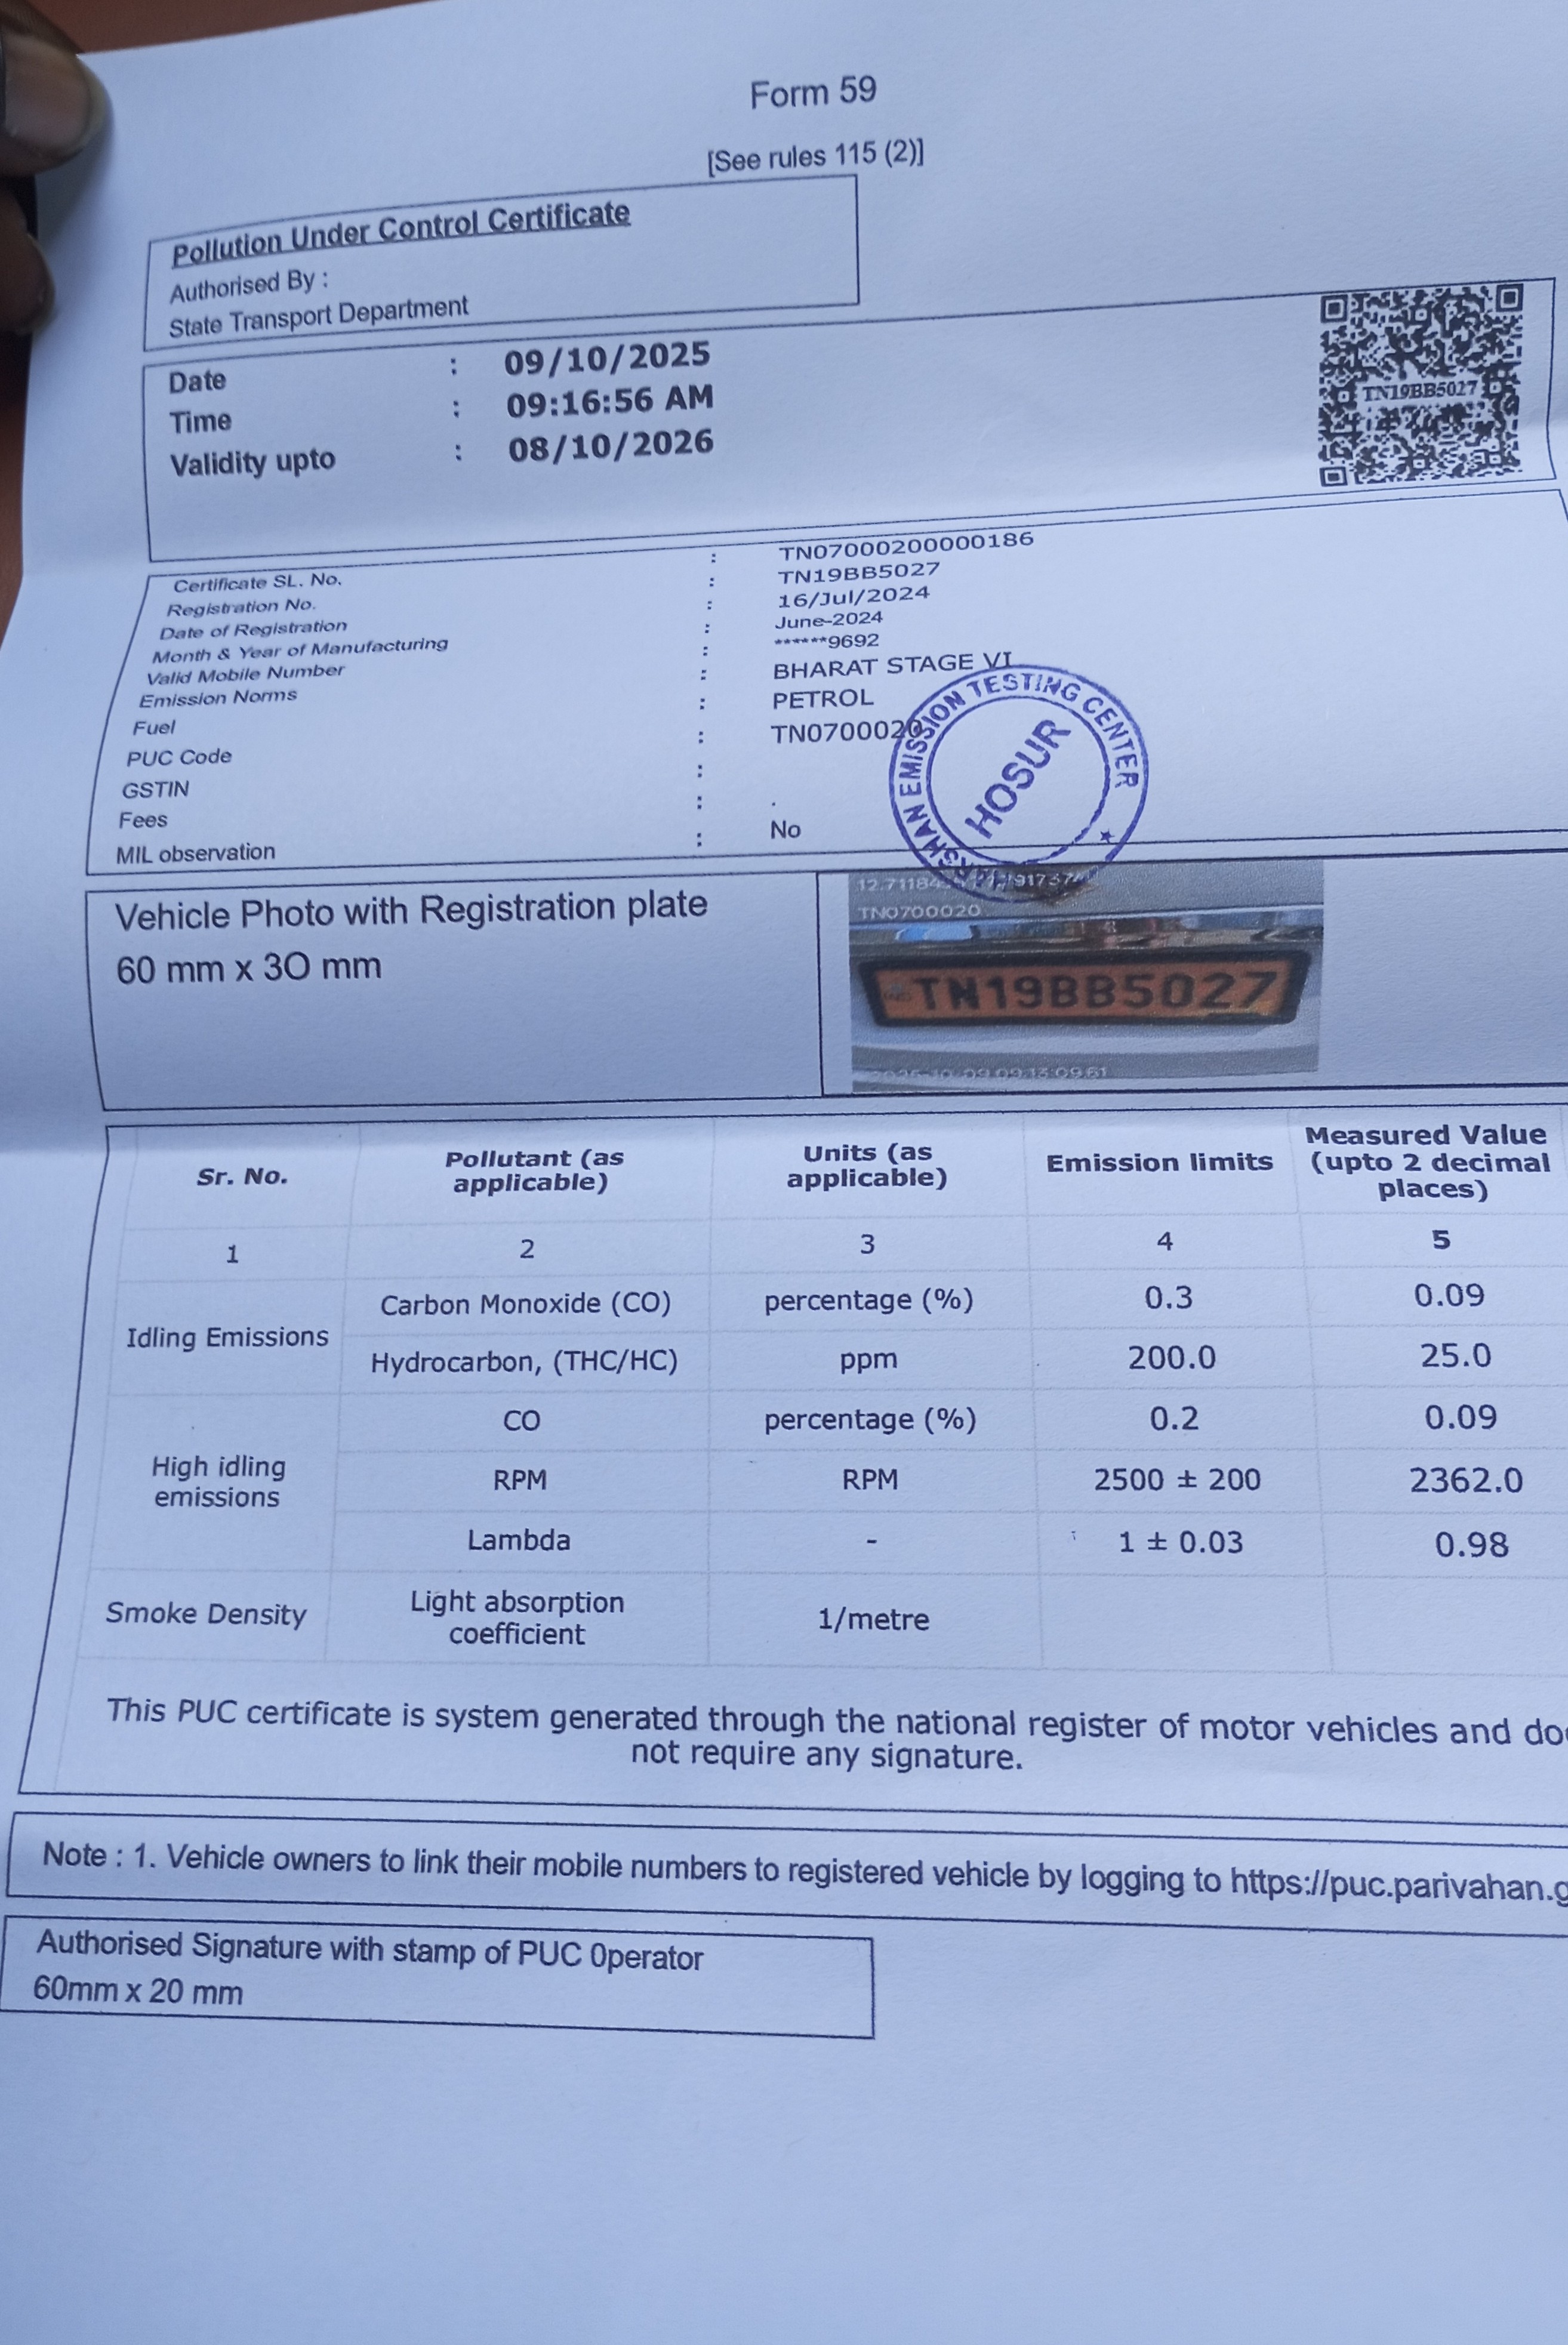 Form 59
[See rules 115 (2)]
Pollution Under Control Certificate
Authorised By :
State Transport Department
Date : 09/10/2025
Time : 09:16:56 AM
Validity upto : 08/10/2026
TN19BB5027
Certificate SL. No. : TN07000200000186
Registration No. : TN19BB5027
Date of Registration : 16/Jul/2024
Month & Year of Manufacturing : June-2024
Valid Mobile Number : ******9692
Emission Norms : BHARAT STAGE VI
Fuel : PETROL
PUC Code : TN0700020
GSTIN :
Fees : .
MIL observation : No
EMISSION TESTING CENTER
HOSUR
Vehicle Photo with Registration plate
60 mm x 3O mm
TN0700020
TN19BB5027
Sr. No. Pollutant (as applicable) Units (as applicable) Emission limits Measured Value (upto 2 decimal places)
1 2 3 4 5
Idling Emissions Carbon Monoxide (CO) percentage (%) 0.3 0.09
Hydrocarbon, (THC/HC) ppm 200.0 25.0
High idling emissions CO percentage (%) 0.2 0.09
RPM RPM 2500 ± 200 2362.0
Lambda - 1 ± 0.03 0.98
Smoke Density Light absorption coefficient 1/metre
This PUC certificate is system generated through the national register of motor vehicles and do
not require any signature.
Note : 1. Vehicle owners to link their mobile numbers to registered vehicle by logging to https://puc.parivahan.g
Authorised Signature with stamp of PUC 0perator
60mm x 20 mm